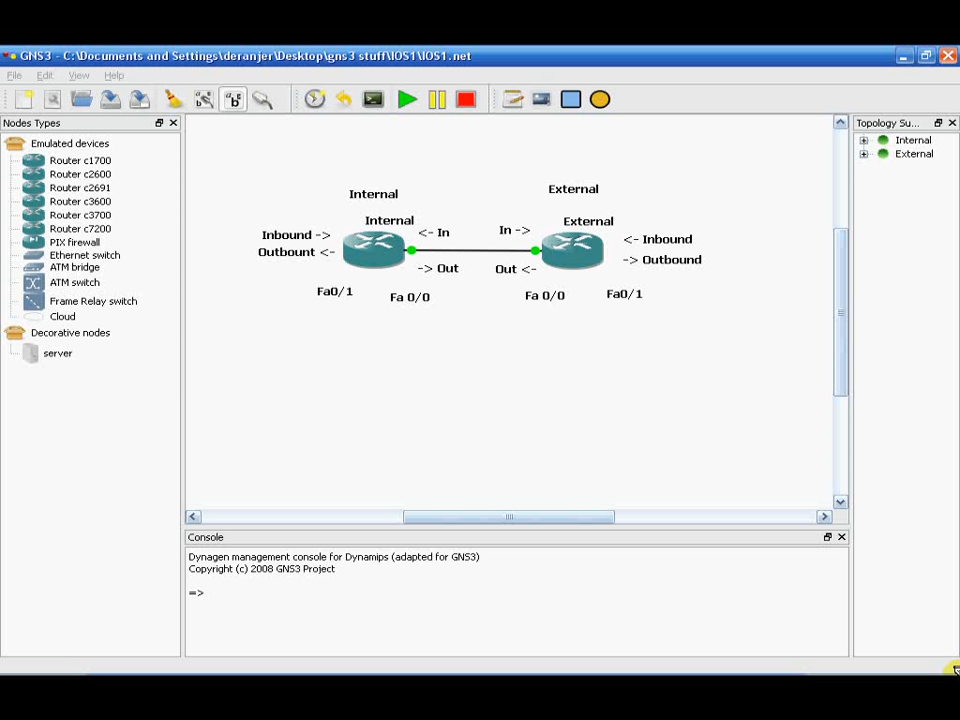 GNS3 - C:\Documents and Settings\deranjer\Desktop\gns3 stuff\IOS1\IOS1.net
File Edit View Help
Nodes Types
Emulated devices
Router c1700
Router c2600
Router c2691
Router c3600
Router c3700
Router c7200
PIX firewall
Ethernet switch
ATM bridge
ATM switch
Frame Relay switch
Cloud
Decorative nodes
server
Internal
External
Internal
External
Inbound ->
<- In
In ->
<- Inbound
Outbount <-
-> Out
Out <-
-> Outbound
Fa0/1
Fa 0/0
Fa 0/0
Fa0/1
Topology Su...
Internal
External
Console
Dynagen management console for Dynamips (adapted for GNS3)
Copyright (c) 2008 GNS3 Project
=>